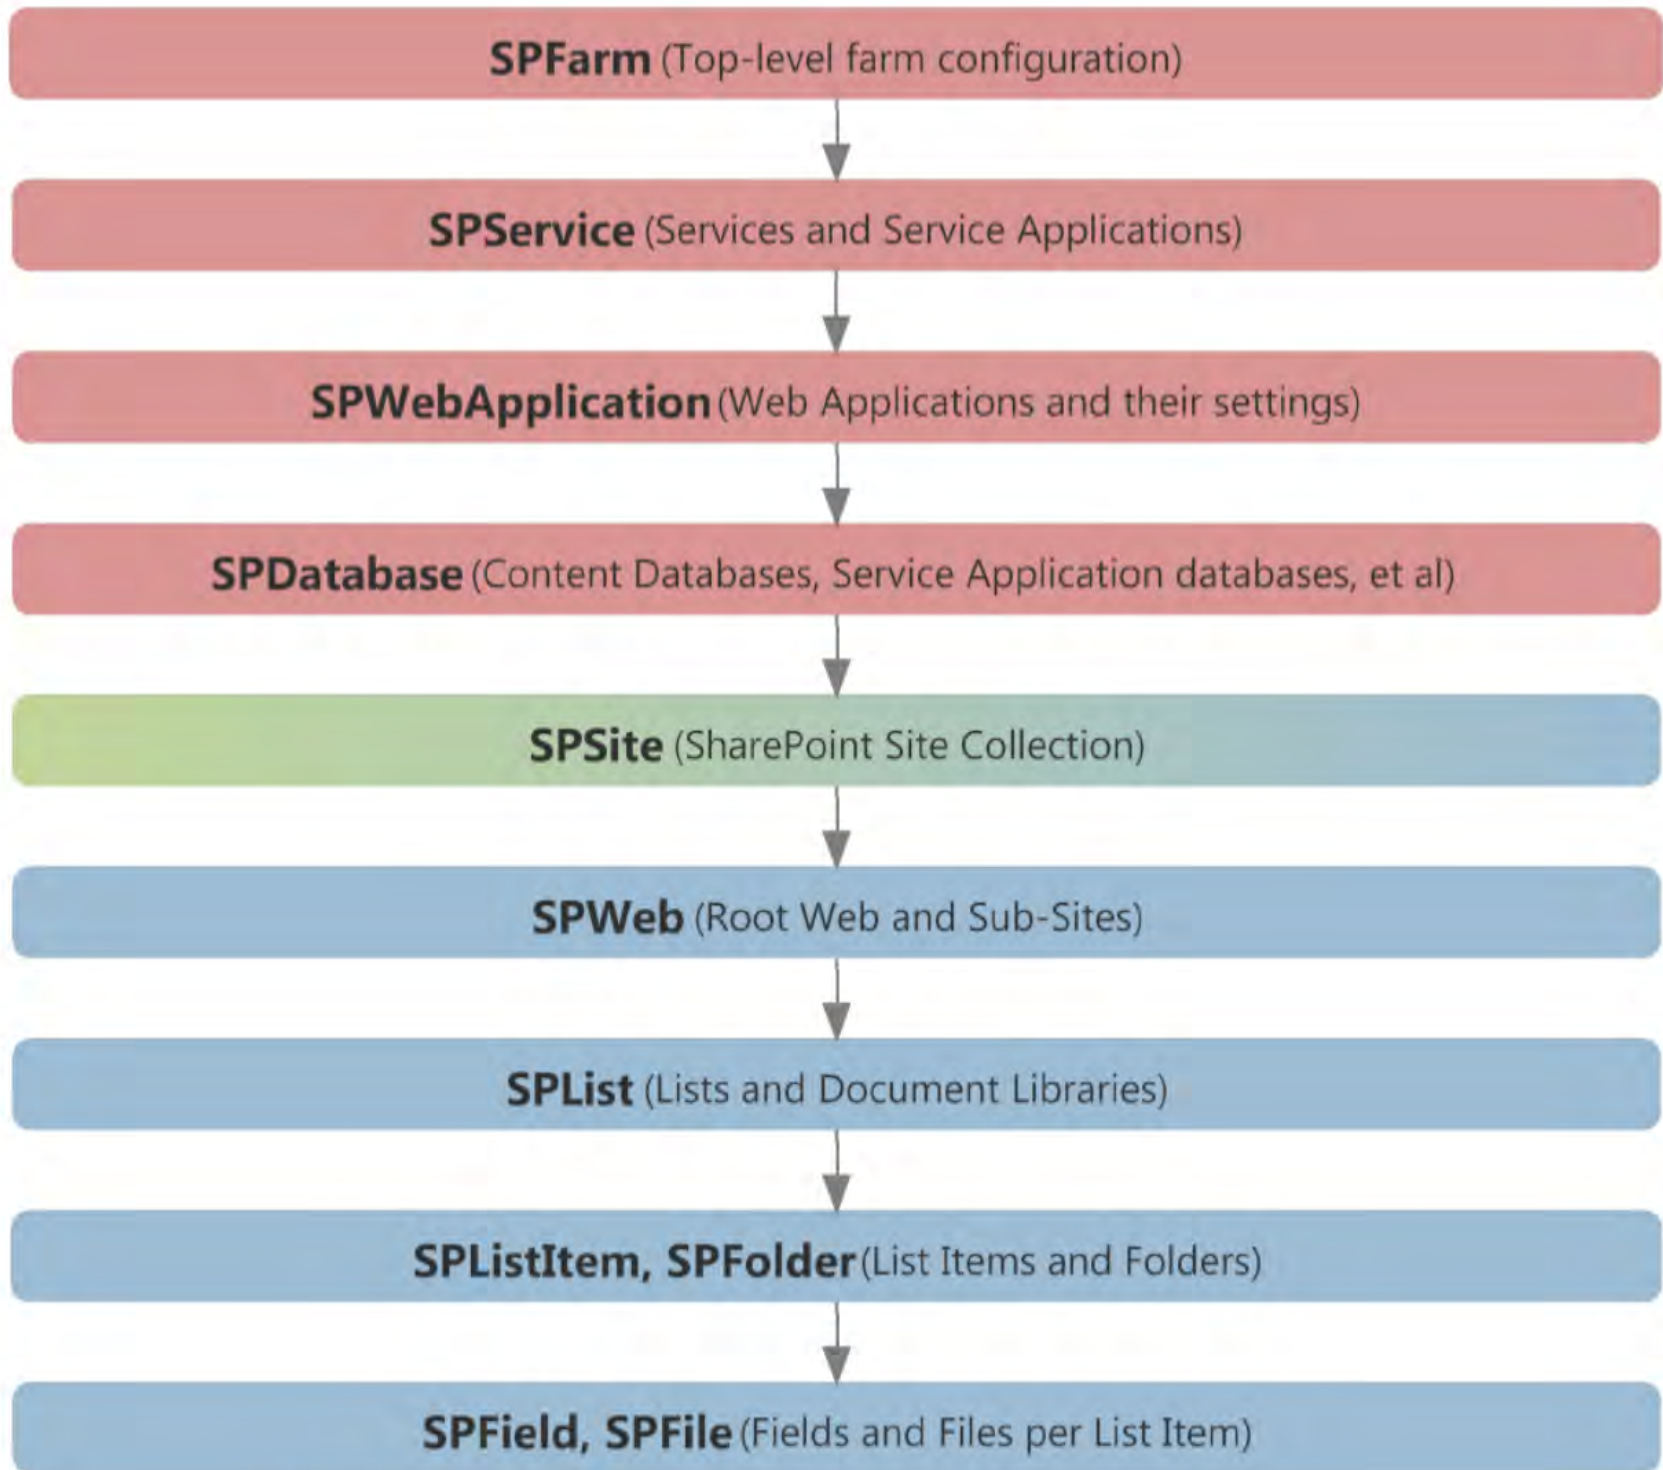 SPFarm (Top-level farm configuration)
SPService (Services and Service Applications)
SPWebApplication (Web Applications and their settings)
SPDatabase (Content Databases, Service Application databases, et al)
SPSite (SharePoint Site Collection)
SPWeb (Root Web and Sub-Sites)
SPList (Lists and Document Libraries)
SPListItem, SPFolder (List Items and Folders)
SPField, SPFile (Fields and Files per List Item)